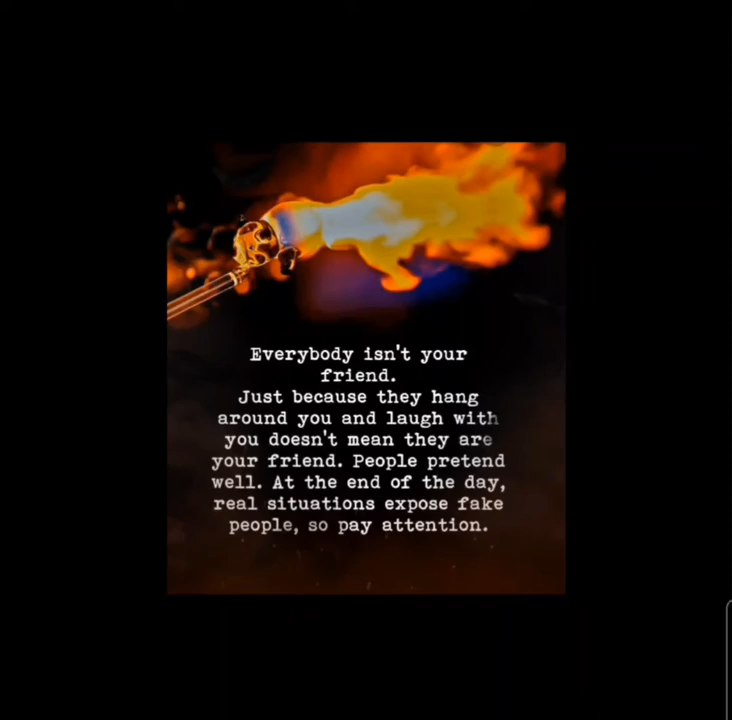 Everybody isn't your
friend.
Just because they hang
around you and laugh with
you doesn't mean they are
your friend. People pretend
well. At the end of the day,
real situations expose fake
people, so pay attention.